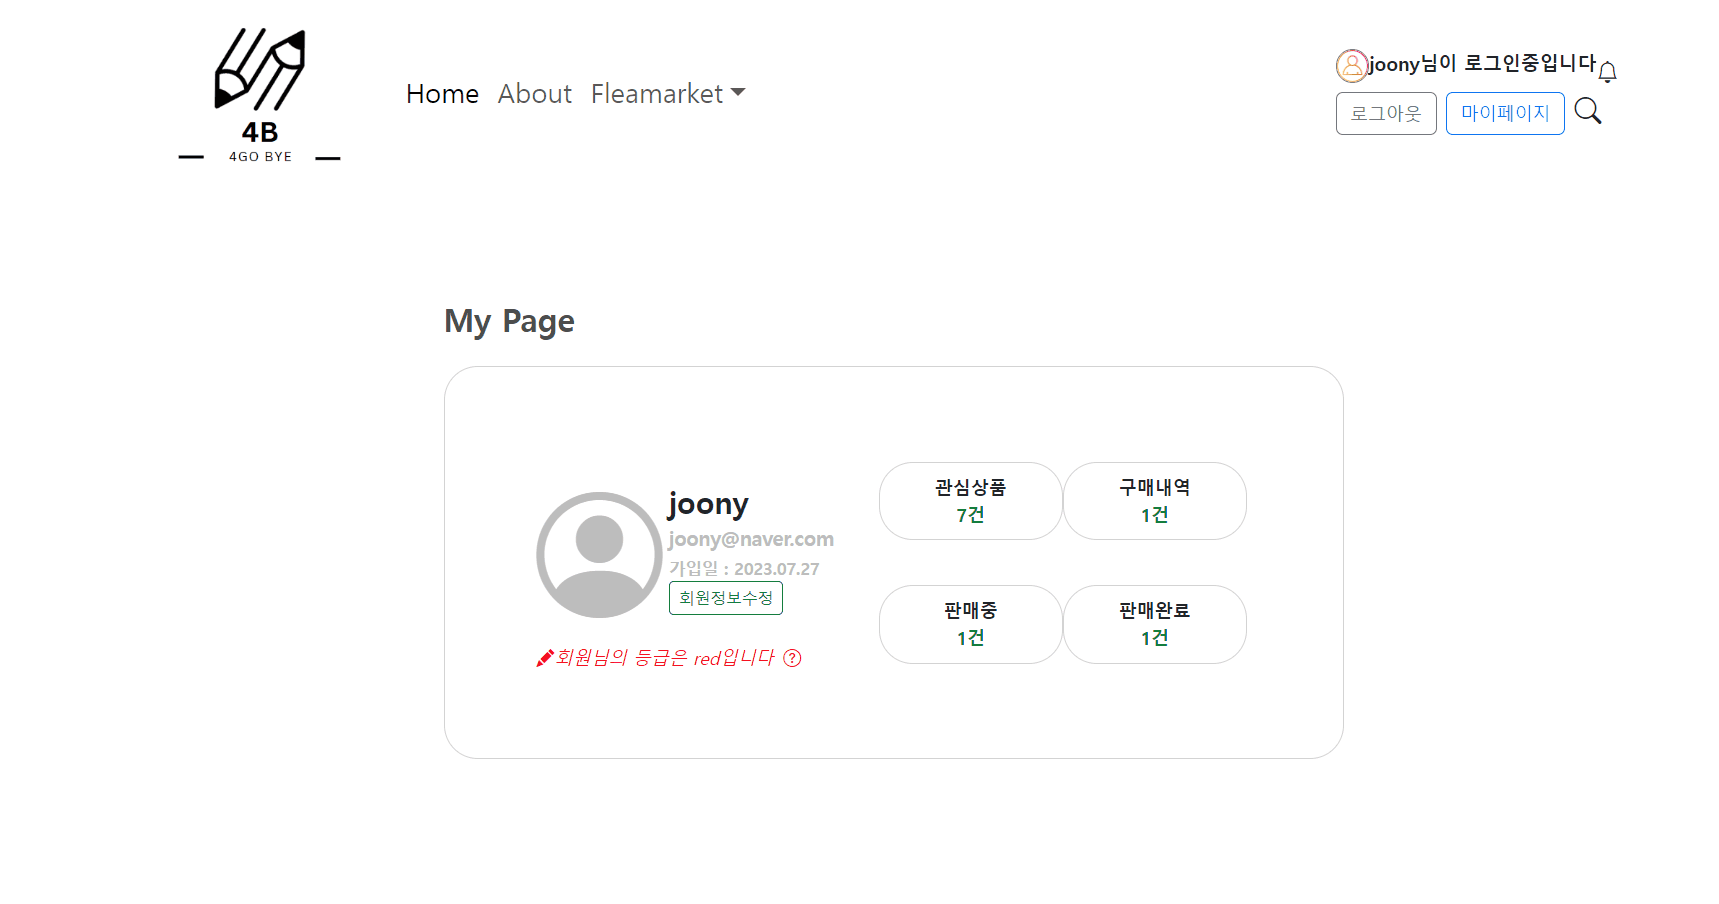 4B
4GO BYE
Home About Fleamarket
joony님이 로그인중입니다
로그아웃 마이페이지
My Page
joony
joony@naver.com
가입일 : 2023.07.27
회원정보수정
회원님의 등급은 red입니다 ?
관심상품
7건
구매내역
1건
판매중
1건
판매완료
1건